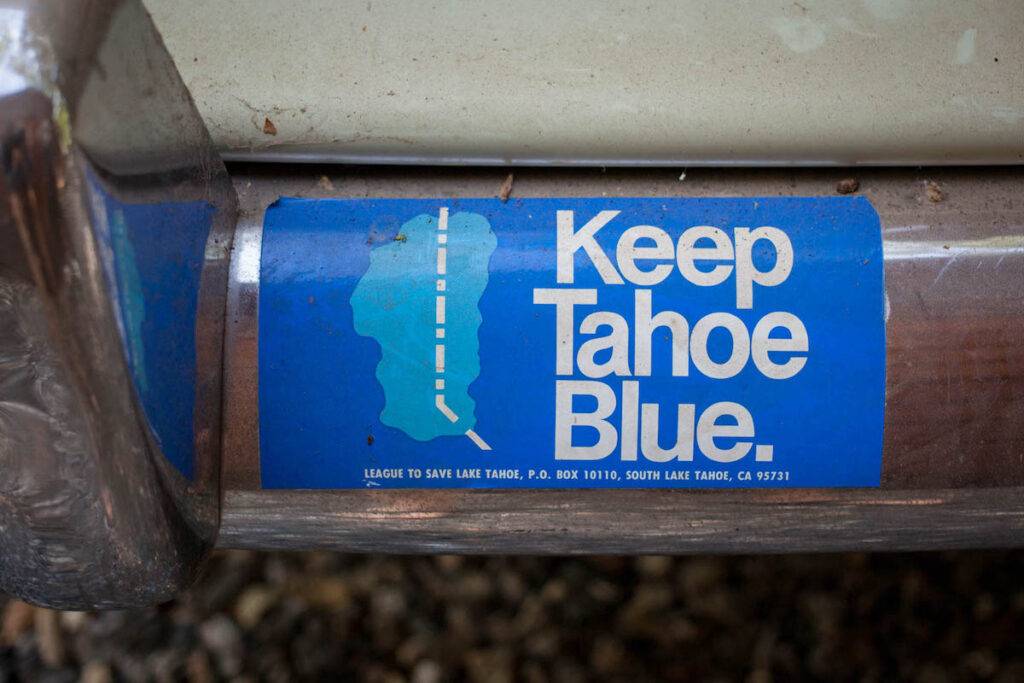 Keep
Tahoe
Blue.
LEAGUE TO SAVE LAKE TAHOE, P.O. BOX 10110, SOUTH LAKE TAHOE, CA 95731